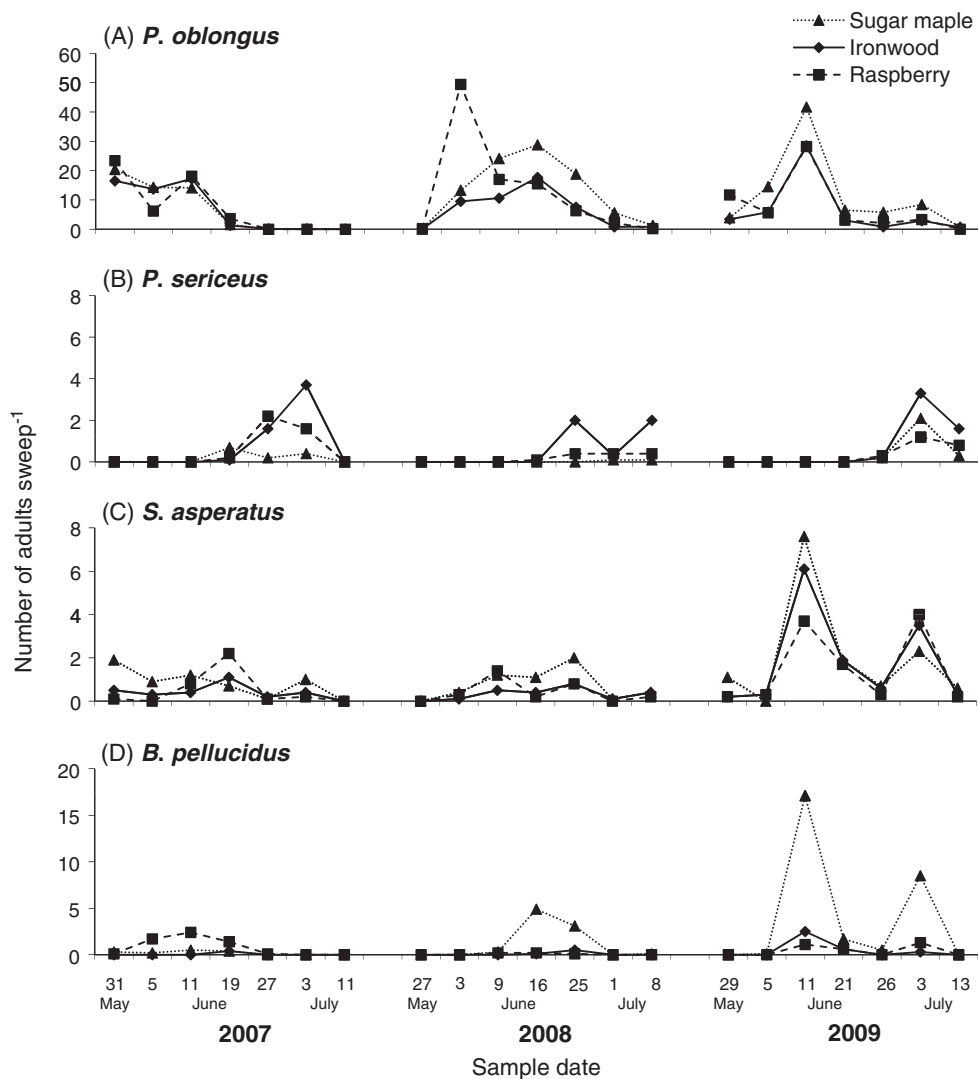 Sugar maple
Ironwood
Raspberry
(A) P. oblongus
60
50
40
30
20
10
0
(B) P. sericeus
8
6
4
2
0
(C) S. asperatus
8
6
4
2
0
(D) B. pellucidus
20
15
10
5
0
Number of adults sweep-1
31 5 11 19 27 3 11 27 3 9 16 25 1 8 29 5 11 21 26 3 13
May June July May June July May June July
2007 2008 2009
Sample date